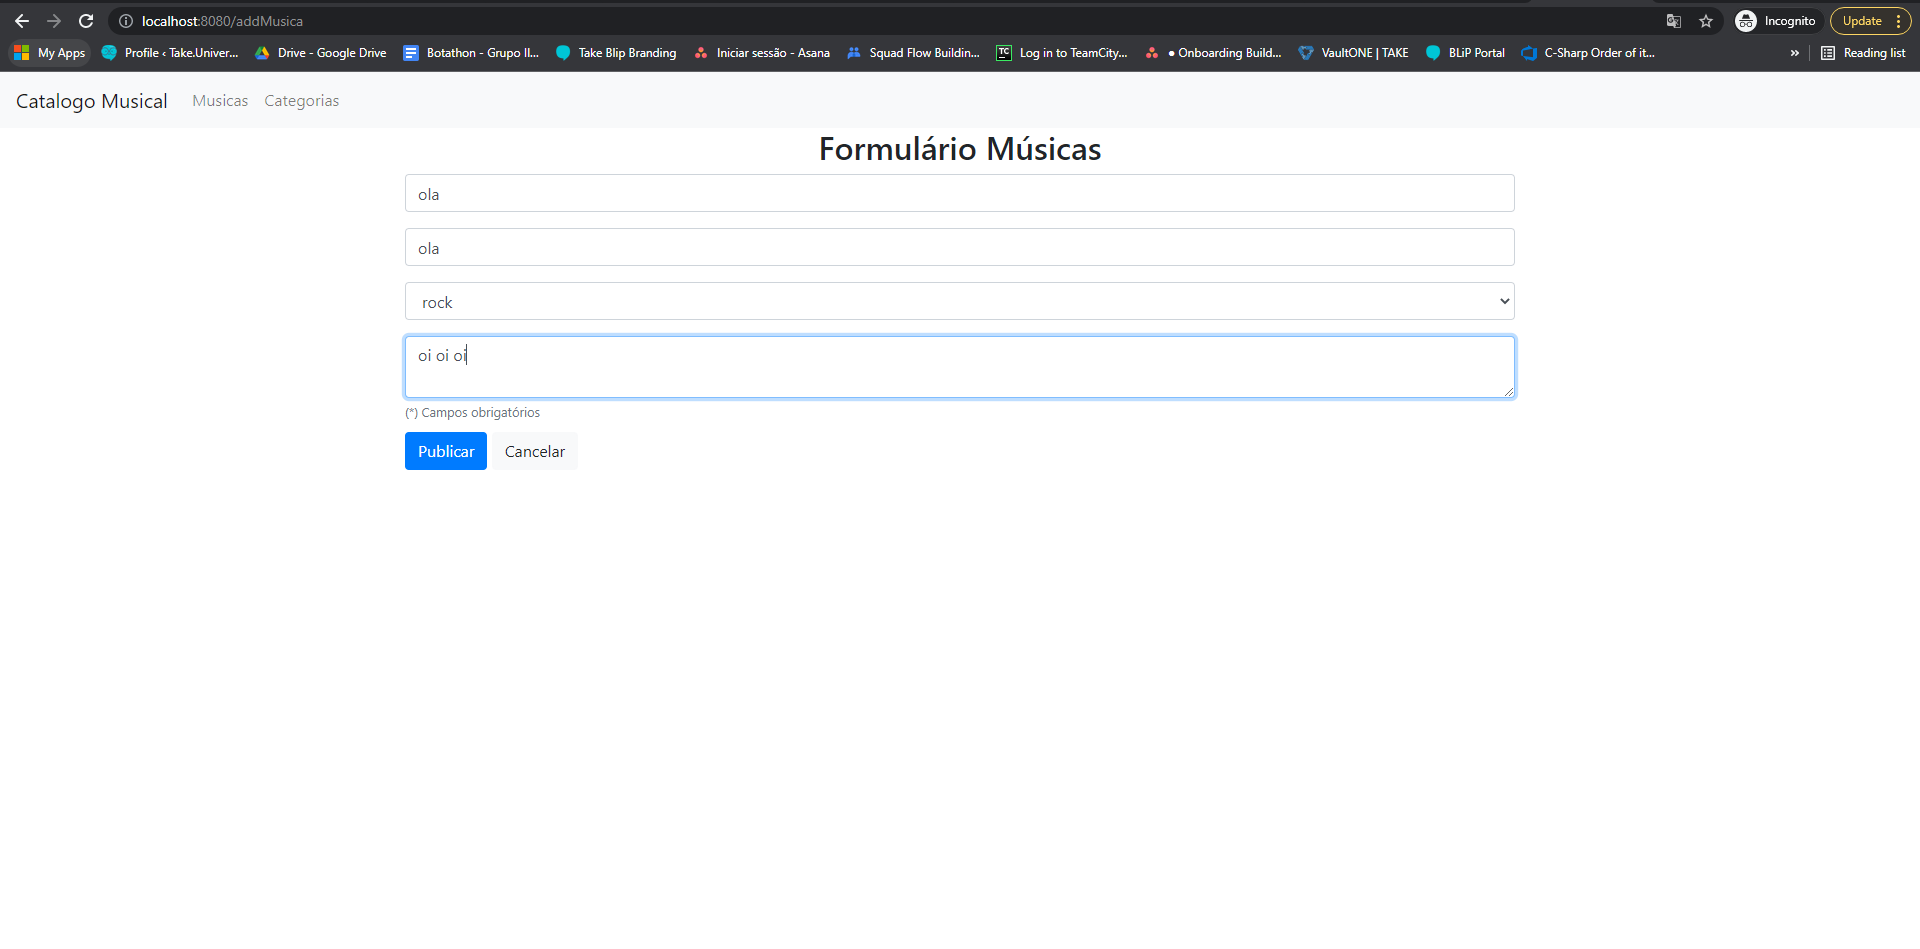 localhost:8080/addMusica
Incognito
Update
My Apps
Profile ‹ Take.Univer...
Drive - Google Drive
Botathon - Grupo II...
Take Blip Branding
Iniciar sessão - Asana
Squad Flow Buildin...
TC
Log in to TeamCity...
● Onboarding Build...
VaultONE | TAKE
BLiP Portal
C-Sharp Order of it...
»
Reading list
Catalogo Musical
Musicas
Categorias
Formulário Músicas
ola
ola
rock
oi oi oi
(*) Campos obrigatórios
Publicar
Cancelar